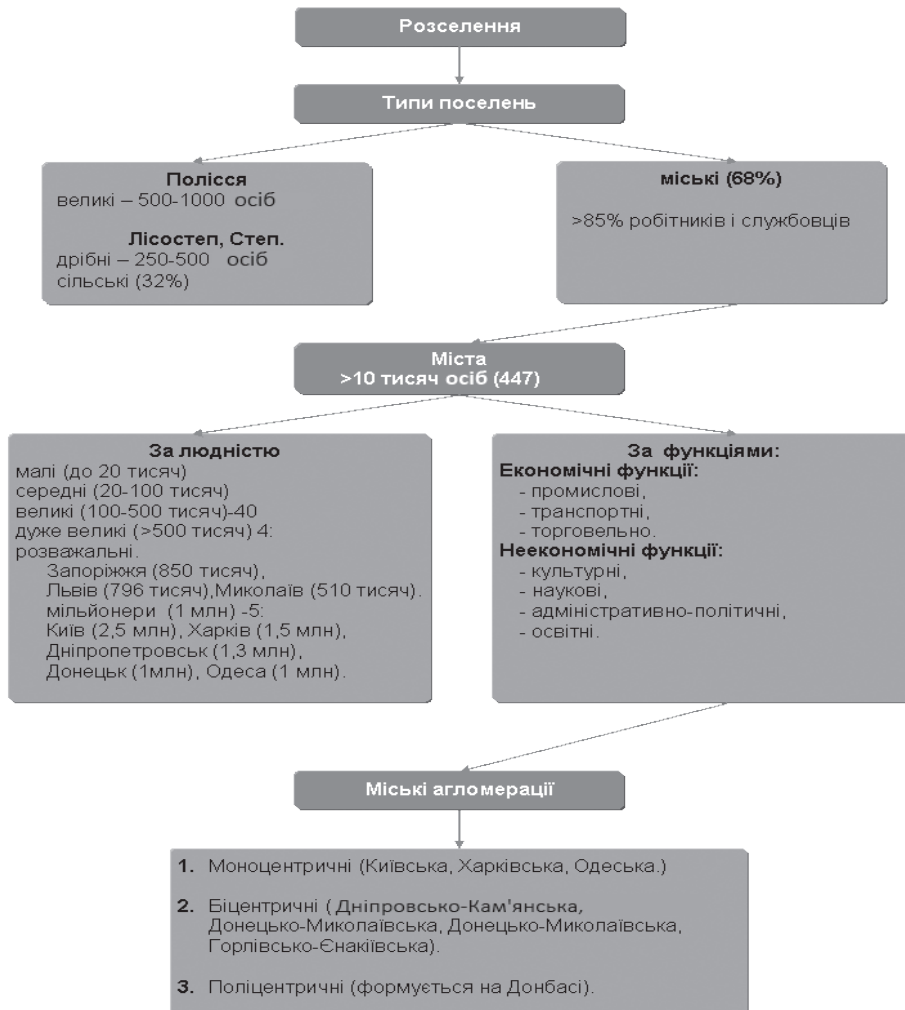 Розселення
Типи поселень
Полісся
великі – 500-1000 осіб
Лісостеп, Степ.
дрібні – 250-500 осіб
сільські (32%)
міські (68%)
>85% робітників і службовців
Міста
>10 тисяч осіб (447)
За людністю
малі (до 20 тисяч)
середні (20-100 тисяч)
великі (100-500 тисяч)-40
дуже великі (>500 тисяч) 4:
розважальні.
Запоріжжя (850 тисяч),
Львів (796 тисяч),Миколаїв (510 тисяч).
мільйонери (1 млн) -5:
Київ (2,5 млн), Харків (1,5 млн),
Дніпропетровськ (1,3 млн),
Донецьк (1млн), Одеса (1 млн).
За функціями:
Економічні функції:
- промислові,
- транспортні,
- торговельно.
Неекономічні функції:
- культурні,
- наукові,
- адміністративно-політичні,
- освітні.
Міські агломерації
1. Моноцентричні (Київська, Харківська, Одеська.)
2. Біцентричні ( Дніпровсько-Кам'янська,
Донецько-Миколаївська, Донецько-Миколаївська,
Горлівсько-Єнакіївська).
3. Поліцентричні (формується на Донбасі).